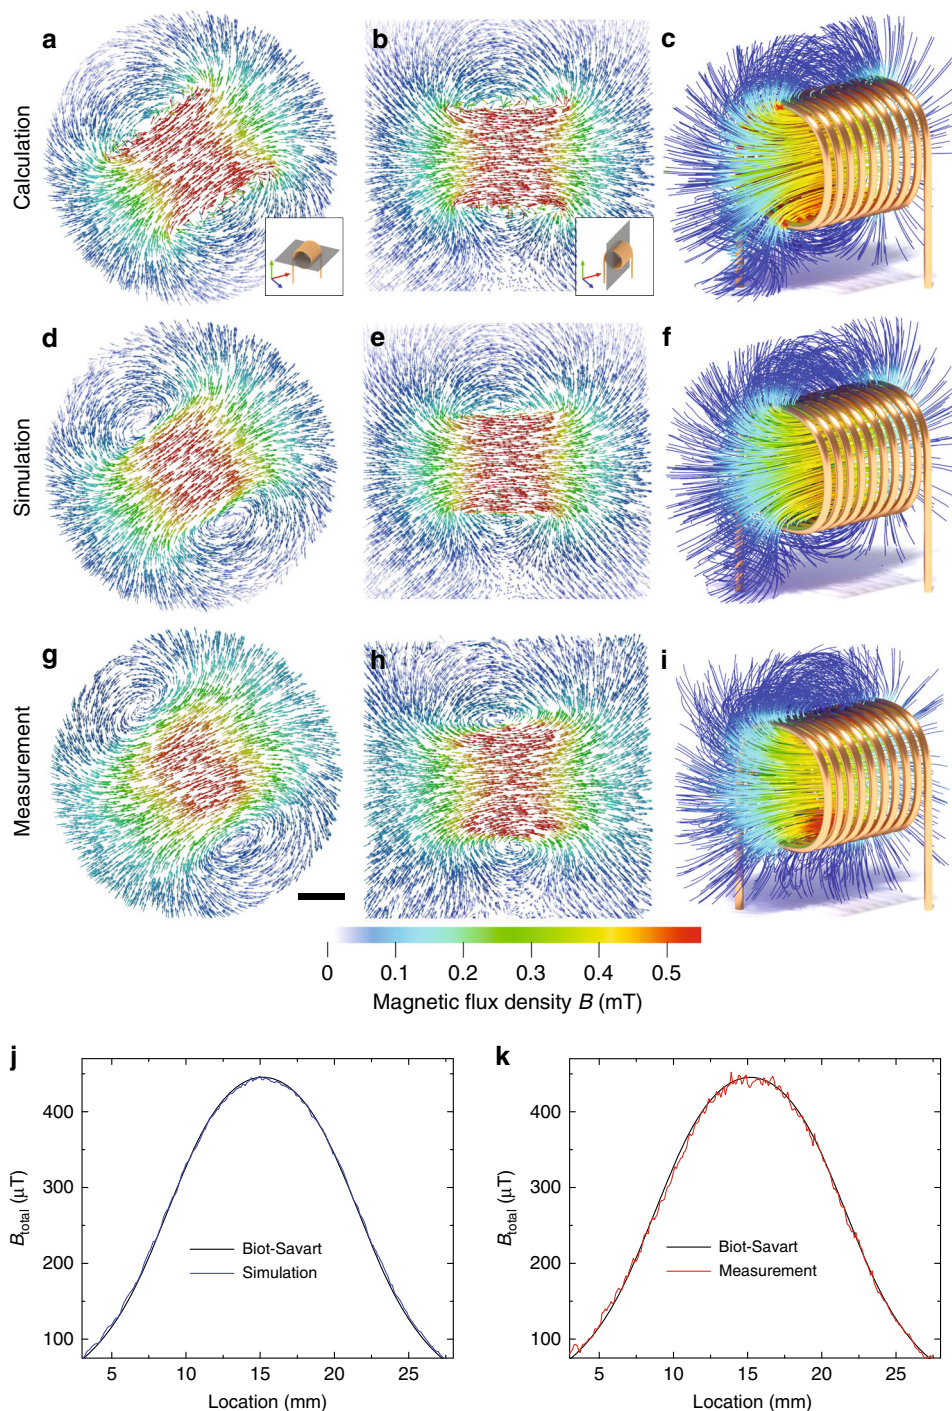 a
b
c
Calculation
d
e
f
Simulation
g
h
i
Measurement
0 0.1 0.2 0.3 0.4 0.5
Magnetic flux density B (mT)
j
400
300
200
100
B_total (µT)
Biot-Savart
Simulation
5 10 15 20 25
Location (mm)
k
400
300
200
100
B_total (µT)
Biot-Savart
Measurement
5 10 15 20 25
Location (mm)